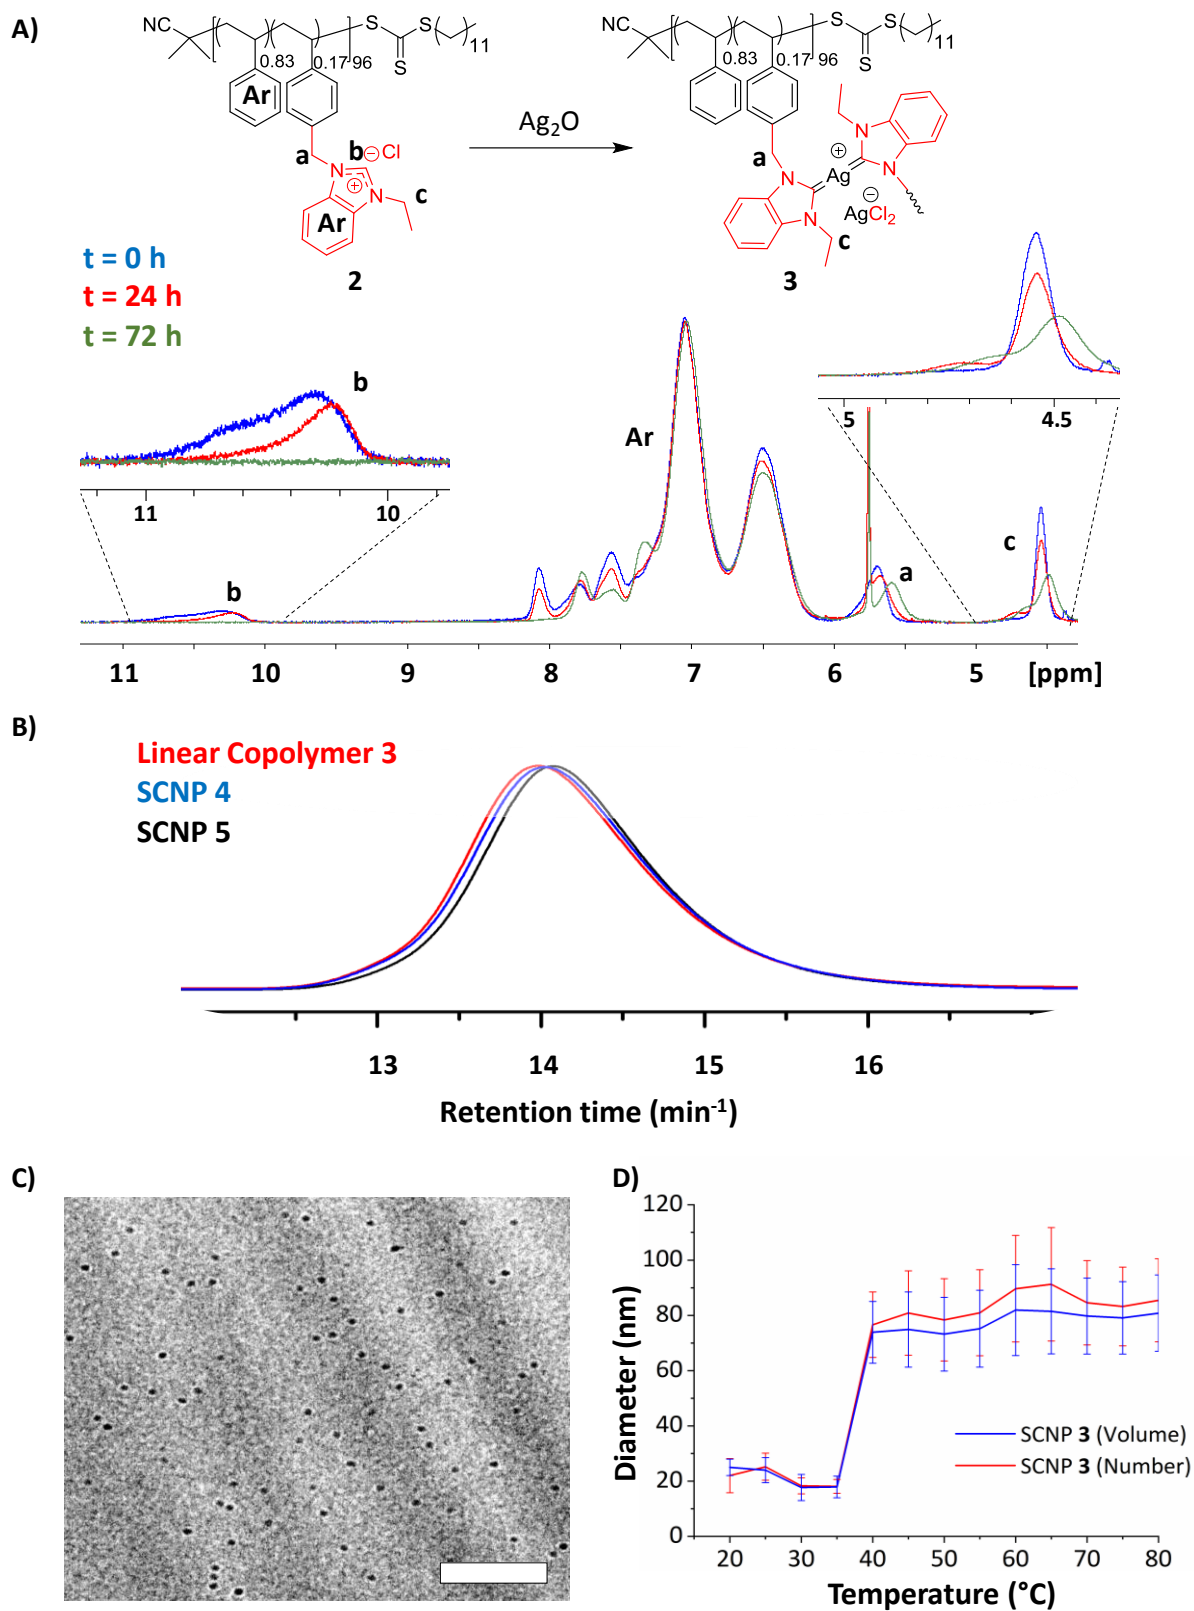 A)
NC
0.83
0.17
96
S
S
11
S
Ar
a
b
⊖
Cl
N
⊕
N
c
Ar
2
Ag2O
0.83
0.17
96
NC
S
S
11
S
a
N
N
⊕
Ag
N
N
⊖
AgCl2
c
3
t = 0 h
t = 24 h
t = 72 h
b
11
10
5
4.5
Ar
b
a
c
11 10 9 8 7 6 5 [ppm]
B)
Linear Copolymer 3
SCNP 4
SCNP 5
13 14 15 16
Retention time (min-1)
C)
D)
120
100
80
60
40
20
0
Diameter (nm)
SCNP 3 (Volume)
SCNP 3 (Number)
20 30 40 50 60 70 80
Temperature (°C)